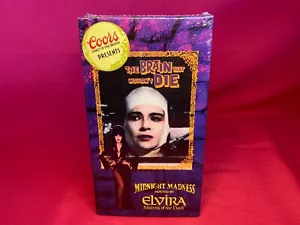 Coors
PRESENTS
THE BRAIN THAT
WOULDN'T
DIE
MIDNIGHT MADNESS
HOSTED BY
ELVIRA
Mistress of the Dark